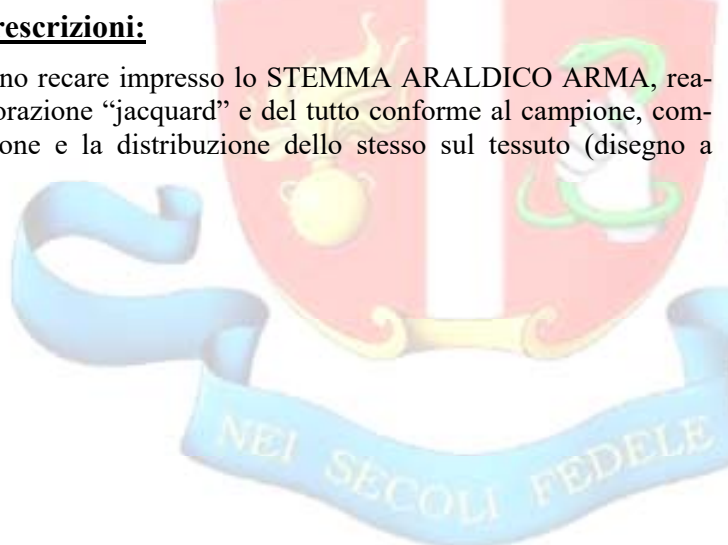 rescrizioni:
no recare impresso lo STEMMA ARALDICO ARMA, rea-
orazione “jacquard” e del tutto conforme al campione, com-
one e la distribuzione dello stesso sul tessuto (disegno a
NEI SECOLI FEDELE